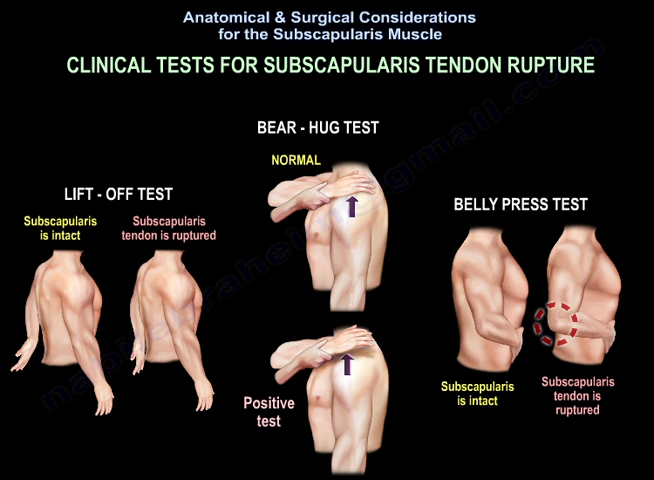 Anatomical & Surgical Considerations
for the Subscapularis Muscle
CLINICAL TESTS FOR SUBSCAPULARIS TENDON RUPTURE
BEAR - HUG TEST
NORMAL
LIFT - OFF TEST
Subscapularis
is intact
Subscapularis
tendon is ruptured
BELLY PRESS TEST
Positive
test
Subscapularis
is intact
Subscapularis
tendon is
ruptured